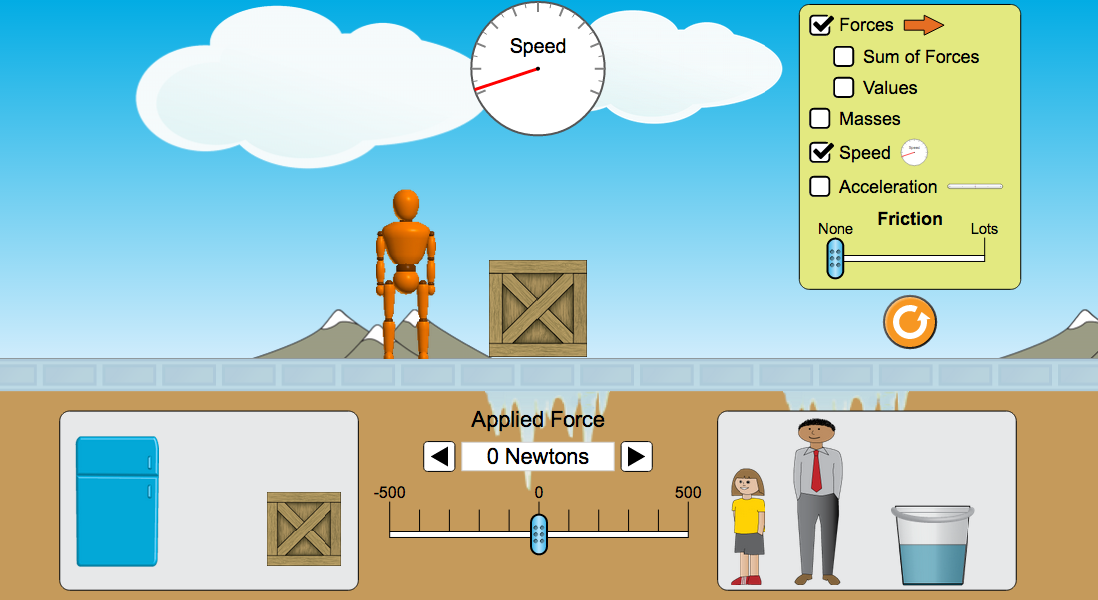 Speed
Forces
Sum of Forces
Values
Masses
Speed
Acceleration
Friction
None
Lots
Applied Force
0 Newtons
-500
0
500